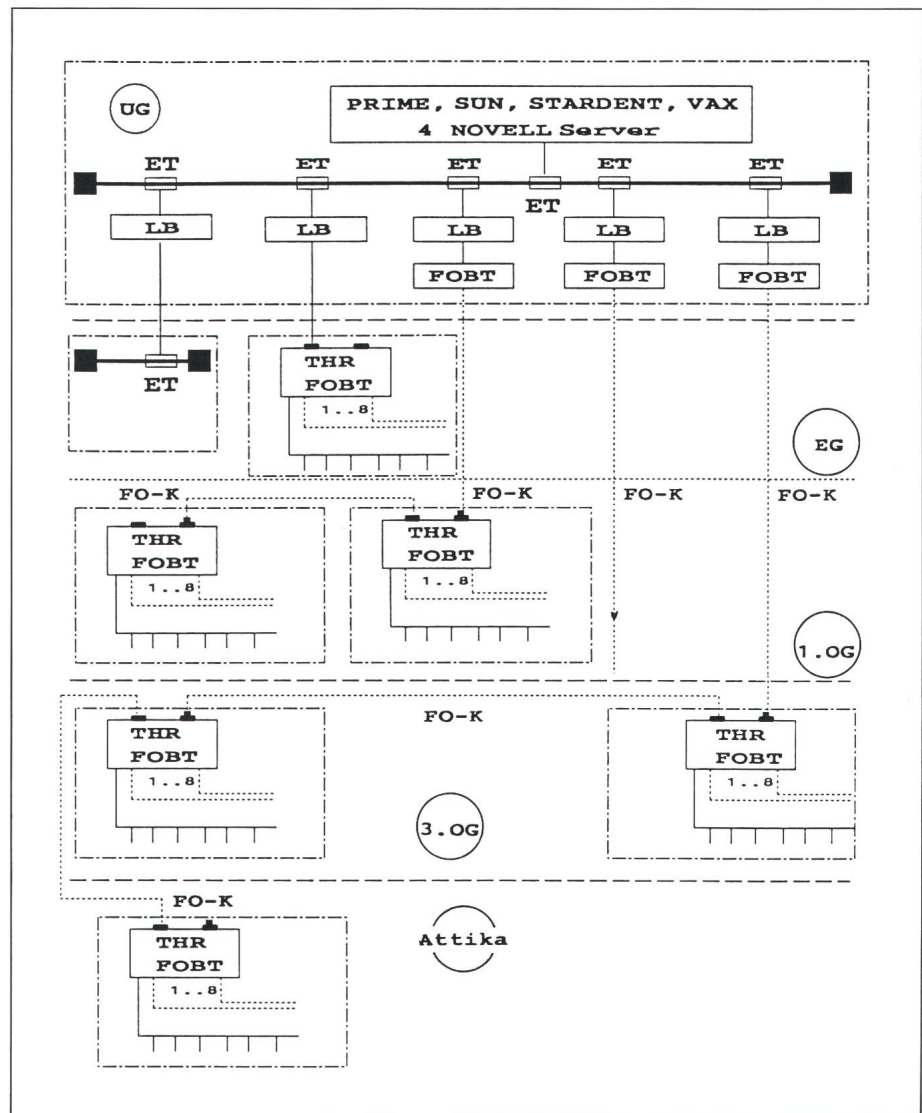 UG
PRIME, SUN, STARDENT, VAX
4 NOVELL Server
ET ET ET ET ET
ET
LB LB LB LB LB
FOBT FOBT FOBT
ET
THR
FOBT
1..8
EG
FO-K FO-K FO-K FO-K
THR
FOBT
1..8
THR
FOBT
1..8
1.OG
FO-K
THR
FOBT
1..8
THR
FOBT
1..8
3.OG
FO-K
Attika
THR
FOBT
1..8